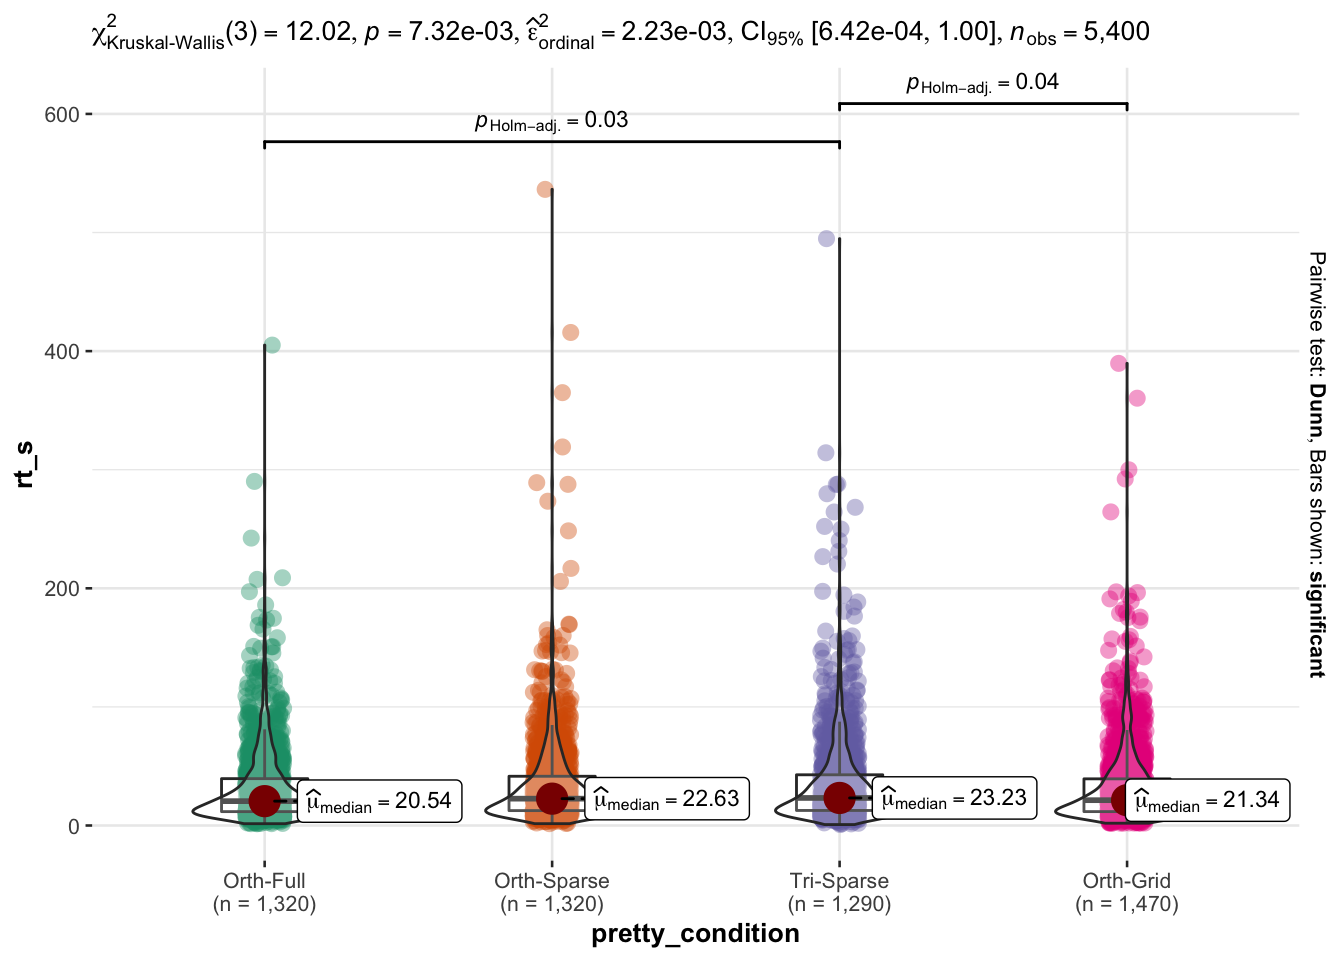 χ²Kruskal-Wallis(3) = 12.02, p = 7.32e-03, ε̂²ordinal = 2.23e-03, CI95% [6.42e-04, 1.00], nobs = 5,400
pHolm−adj. = 0.04
pHolm−adj. = 0.03
600
400
200
0
rt_s
μ̂median = 20.54
μ̂median = 22.63
μ̂median = 23.23
μ̂median = 21.34
Pairwise test: Dunn, Bars shown: significant
Orth-Full
(n = 1,320)
Orth-Sparse
(n = 1,320)
Tri-Sparse
(n = 1,290)
Orth-Grid
(n = 1,470)
pretty_condition